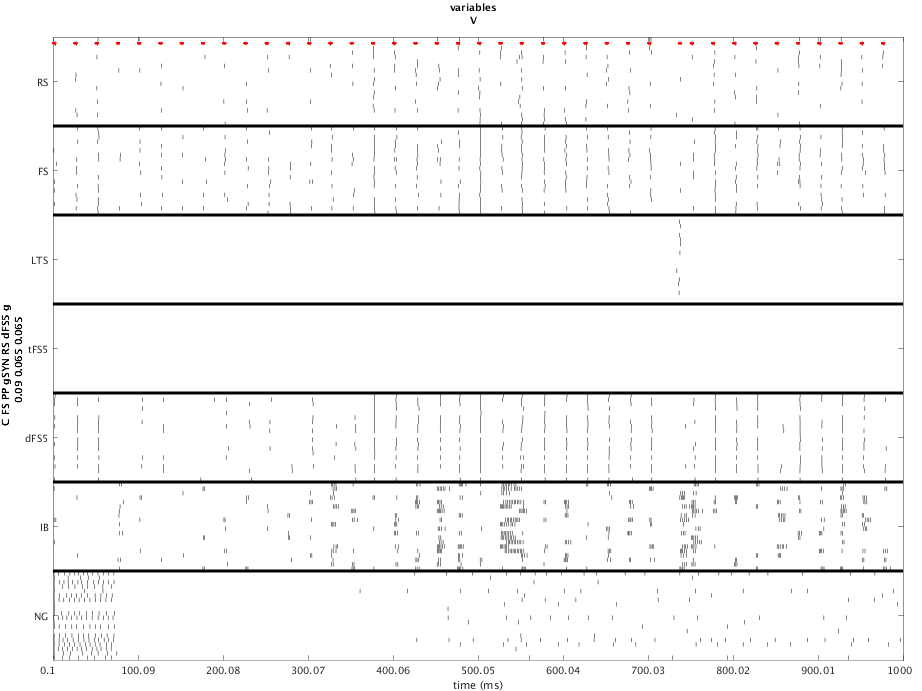 variables
V
RS
FS
LTS
tFS5
dFS5
IB
NG
C FS PP gSYN RS dFS5 g
0.09 0.065 0.065
0.1 100.09 200.08 300.07 400.06 500.05 600.04 700.03 800.02 900.01 1000
time (ms)